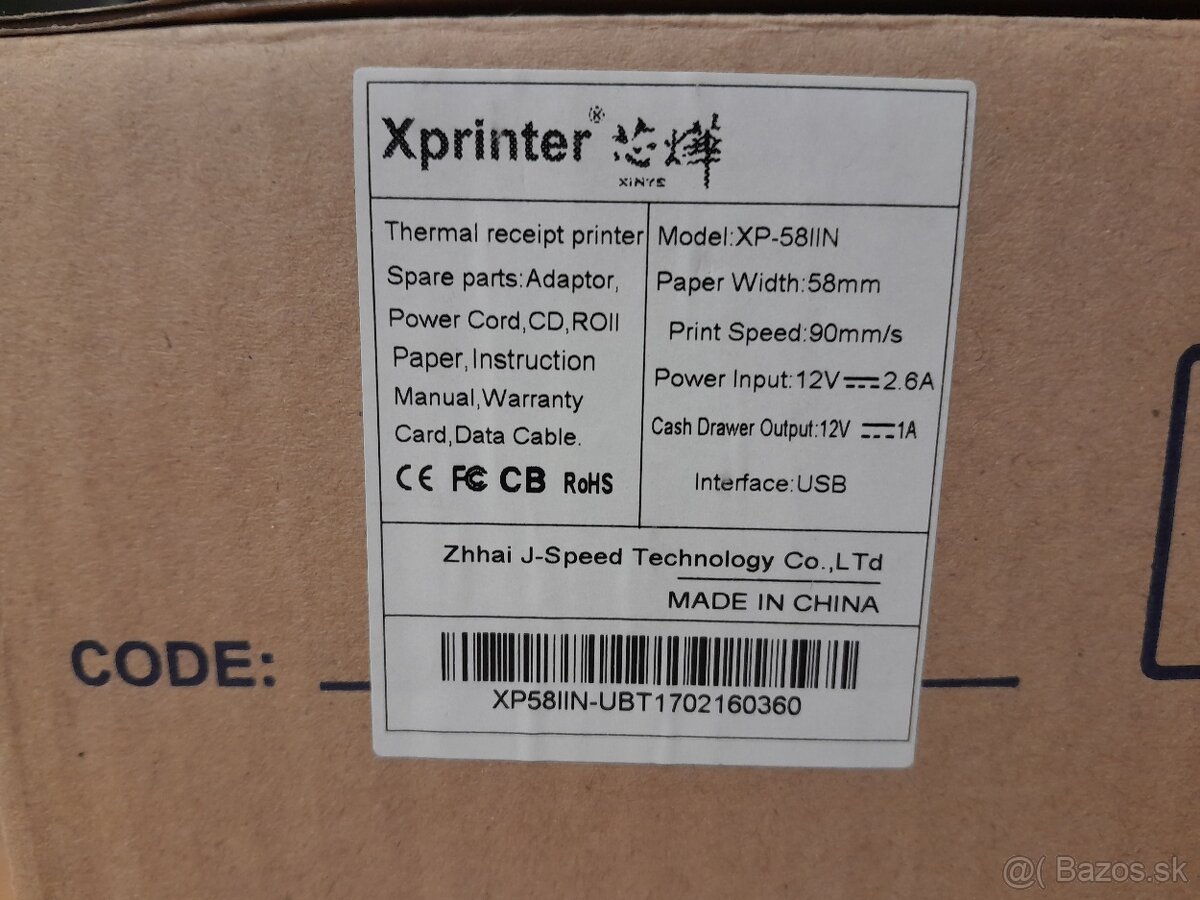 Xprinter® 芯烨
XINYE
Thermal receipt printer
Spare parts:Adaptor,
Power Cord,CD,ROll
Paper,Instruction
Manual,Warranty
Card,Data Cable.
CE FC CB RoHS
Model:XP-58IIN
Paper Width:58mm
Print Speed:90mm/s
Power Input:12V⎓2.6A
Cash Drawer Output:12V ⎓1A
Interface:USB
Zhhai J-Speed Technology Co.,LTd
MADE IN CHINA
XP58IIN-UBT1702160360
CODE:
@( Bazos.sk